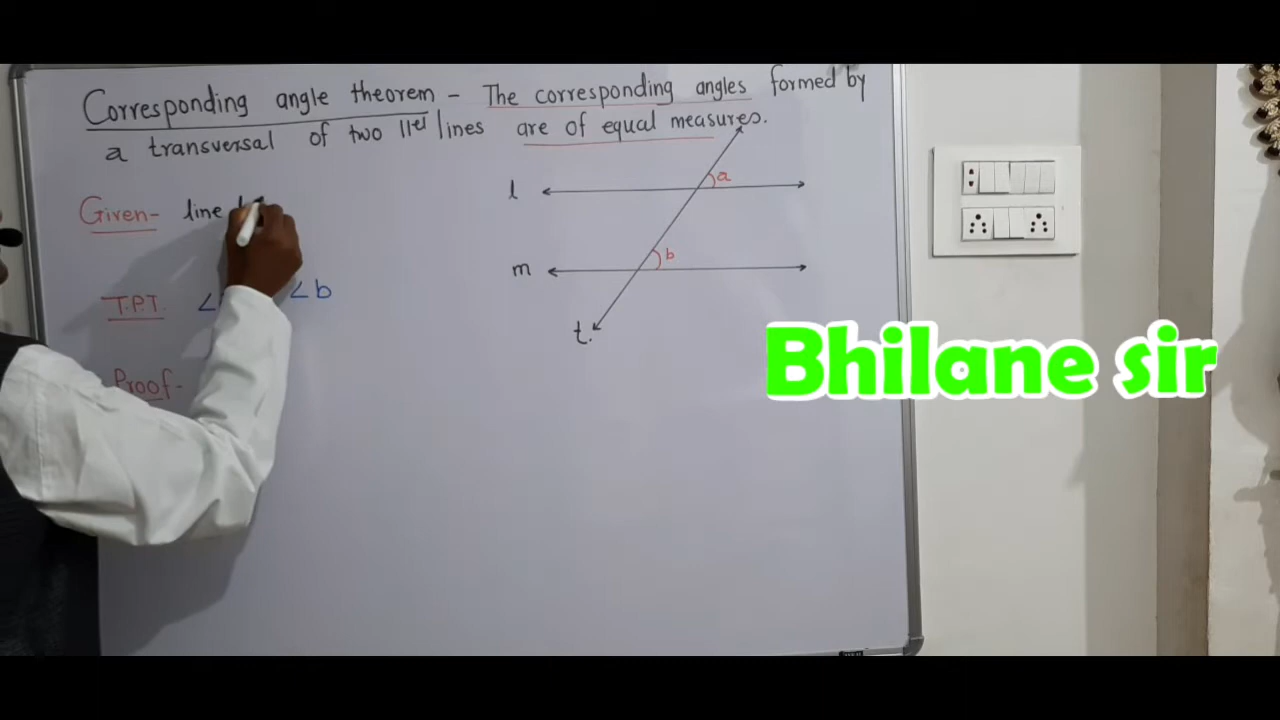 Corresponding angle theorem - The corresponding angles formed by
a transversal of two llel lines are of equal measures.
Given- line
T.P.T. ∠ ∠b
Proof-
l
a
m
b
t.
Bhilane sir